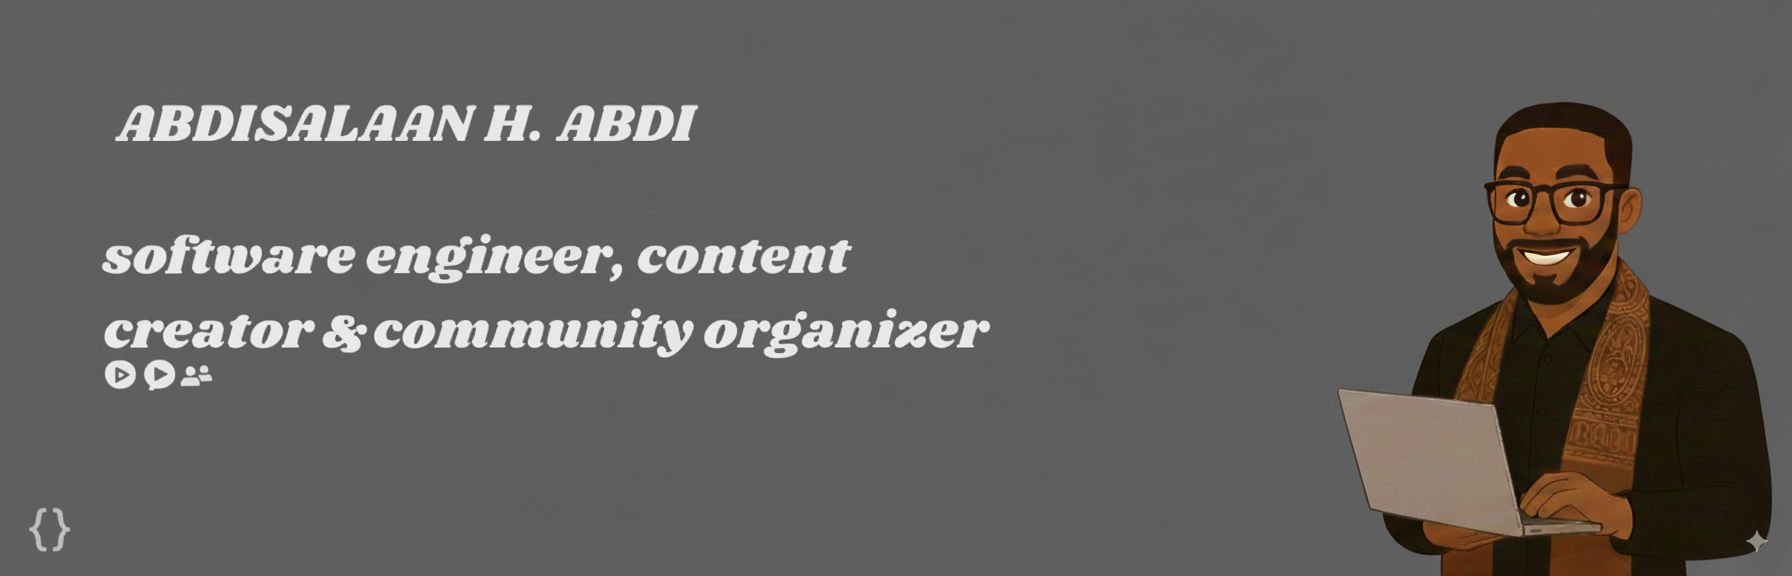 ABDISALAAN H. ABDI
software engineer, content
creator & community organizer
{}